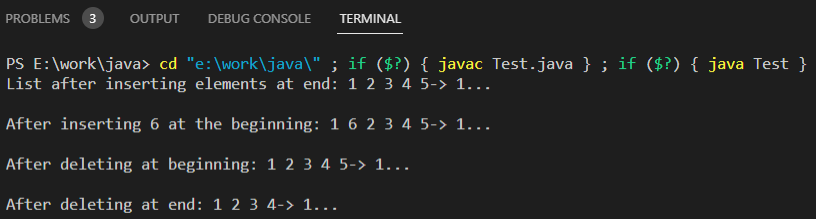 PROBLEMS 3 OUTPUT DEBUG CONSOLE TERMINAL
PS E:\work\java> cd "e:\work\java\" ; if ($?) { javac Test.java } ; if ($?) { java Test }
List after inserting elements at end: 1 2 3 4 5-> 1...
After inserting 6 at the beginning: 1 6 2 3 4 5-> 1...
After deleting at beginning: 1 2 3 4 5-> 1...
After deleting at end: 1 2 3 4-> 1...